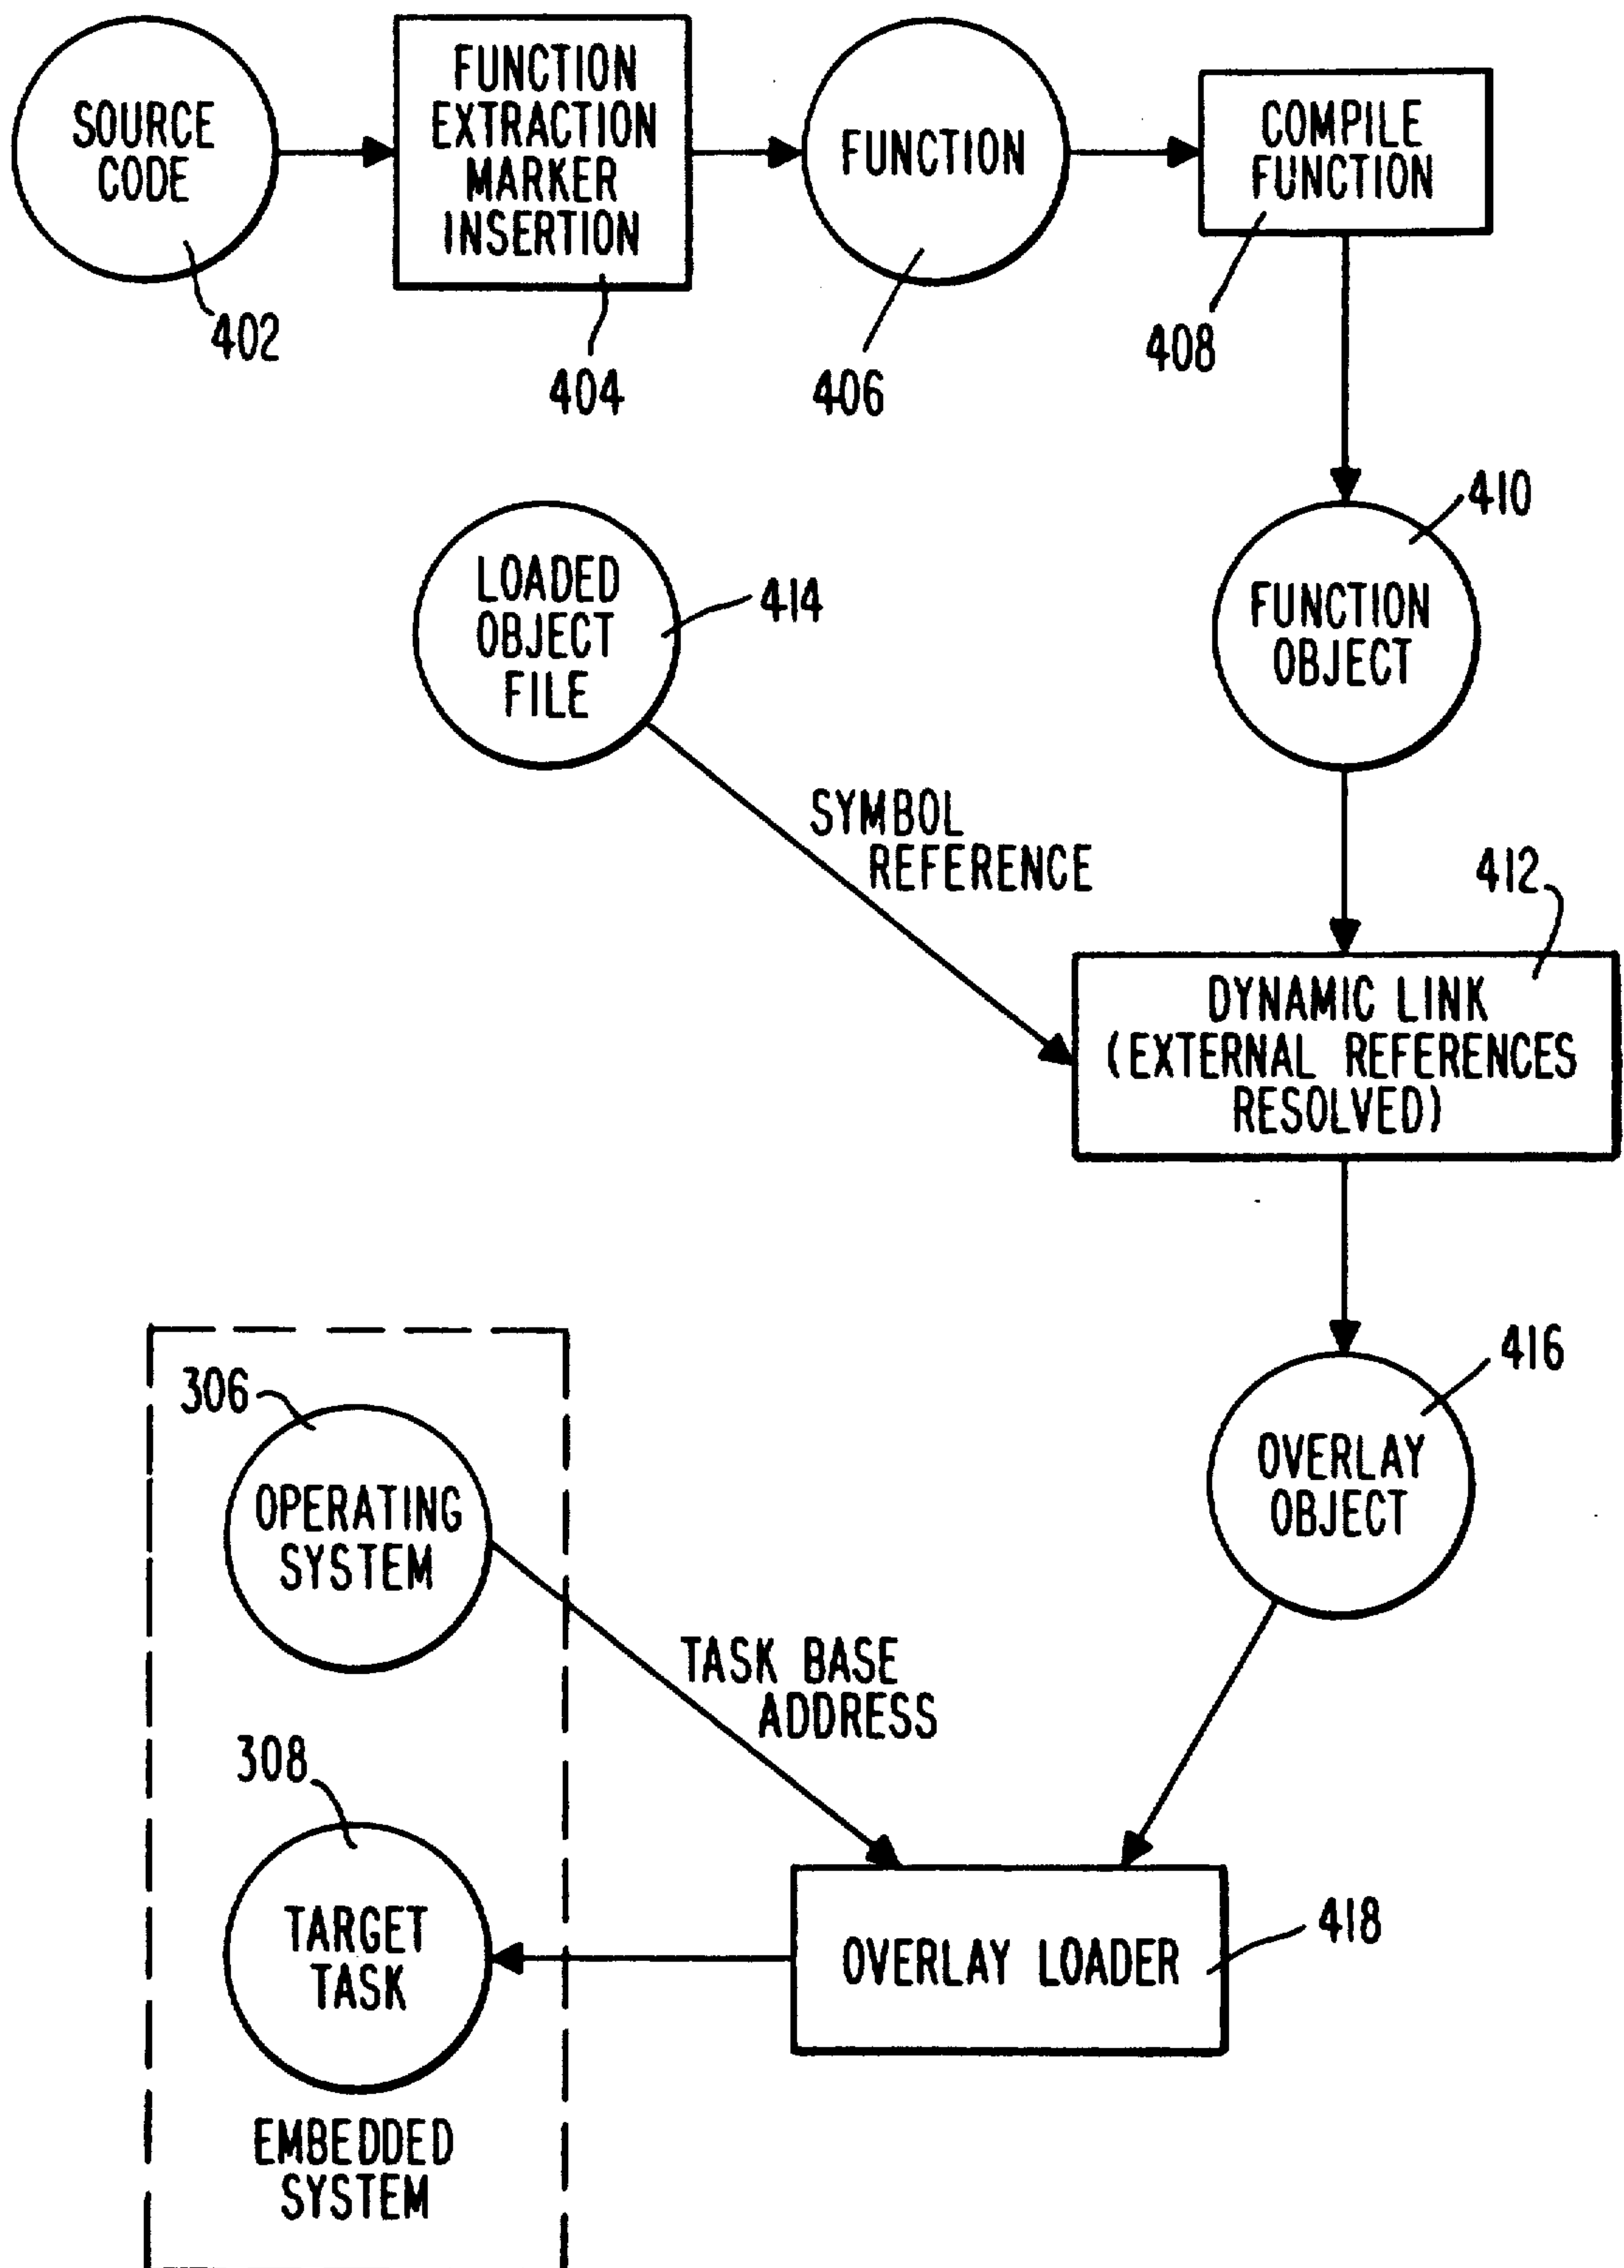 SOURCE
CODE
402
FUNCTION
EXTRACTION
MARKER
INSERTION
404
FUNCTION
406
COMPILE
FUNCTION
408
410
FUNCTION
OBJECT
LOADED
OBJECT
FILE
414
SYMBOL
REFERENCE
412
DYNAMIC LINK
(EXTERNAL REFERENCES
RESOLVED)
416
OVERLAY
OBJECT
306
OPERATING
SYSTEM
TASK BASE
ADDRESS
308
TARGET
TASK
OVERLAY LOADER
418
EMBEDDED
SYSTEM